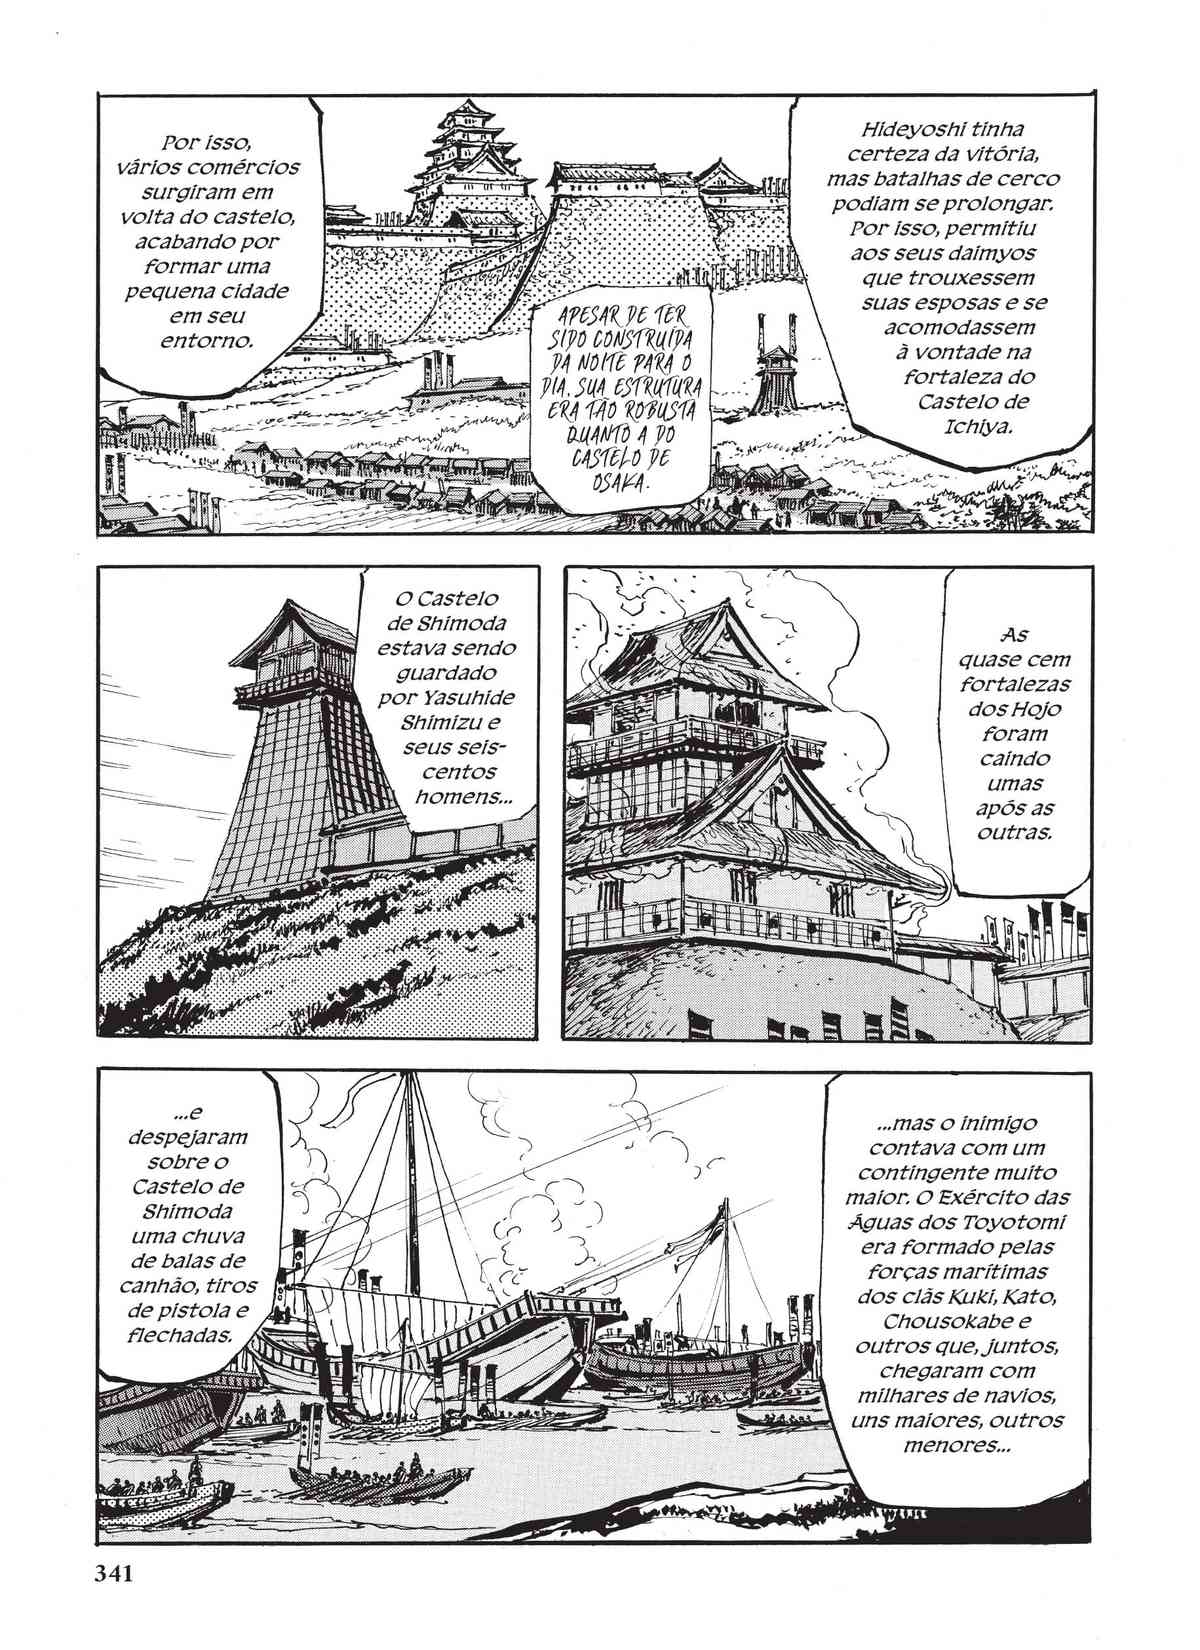 Hideyoshi tinha
certeza da vitória,
mas batalhas de cerco
podiam se prolongar.
Por isso, permitiu
aos seus daimyos
que trouxessem
suas esposas e se
acomodassem
à vontade na
fortaleza do
Castelo de
Ichiya.
APESAR DE TER
SIDO CONSTRUÍDA
DA NOITE PARA O
DIA, SUA ESTRUTURA
ERA TÃO ROBUSTA
QUANTO A DO
CASTELO DE
OSAKA.
Por isso,
vários comércios
surgiram em
volta do castelo,
acabando por
formar uma
pequena cidade
em seu
entorno.
As
quase cem
fortalezas
dos Hojo
foram
caindo
umas
após as
outras.
O Castelo
de Shimoda
estava sendo
guardado
por Yasuhide
Shimizu e
seus seis-
centos
homens...
...mas o inimigo
contava com um
contingente muito
maior. O Exército das
Águas dos Toyotomi
era formado pelas
forças marítimas
dos clãs Kuki, Kato,
Chousokabe e
outros que, juntos,
chegaram com
milhares de navios,
uns maiores, outros
menores...
...e
despejaram
sobre o
Castelo de
Shimoda
uma chuva
de balas de
canhão, tiros
de pistola e
flechadas.
341